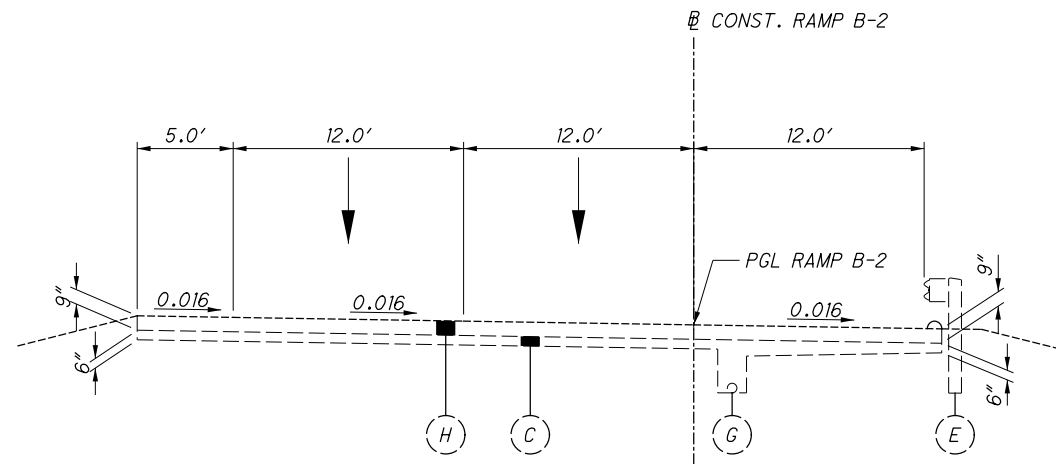 ℄ CONST. RAMP B-2
5.0' 12.0' 12.0' 12.0'
PGL RAMP B-2
9" 0.016 0.016 0.016 9"
6" 6"
H C G E